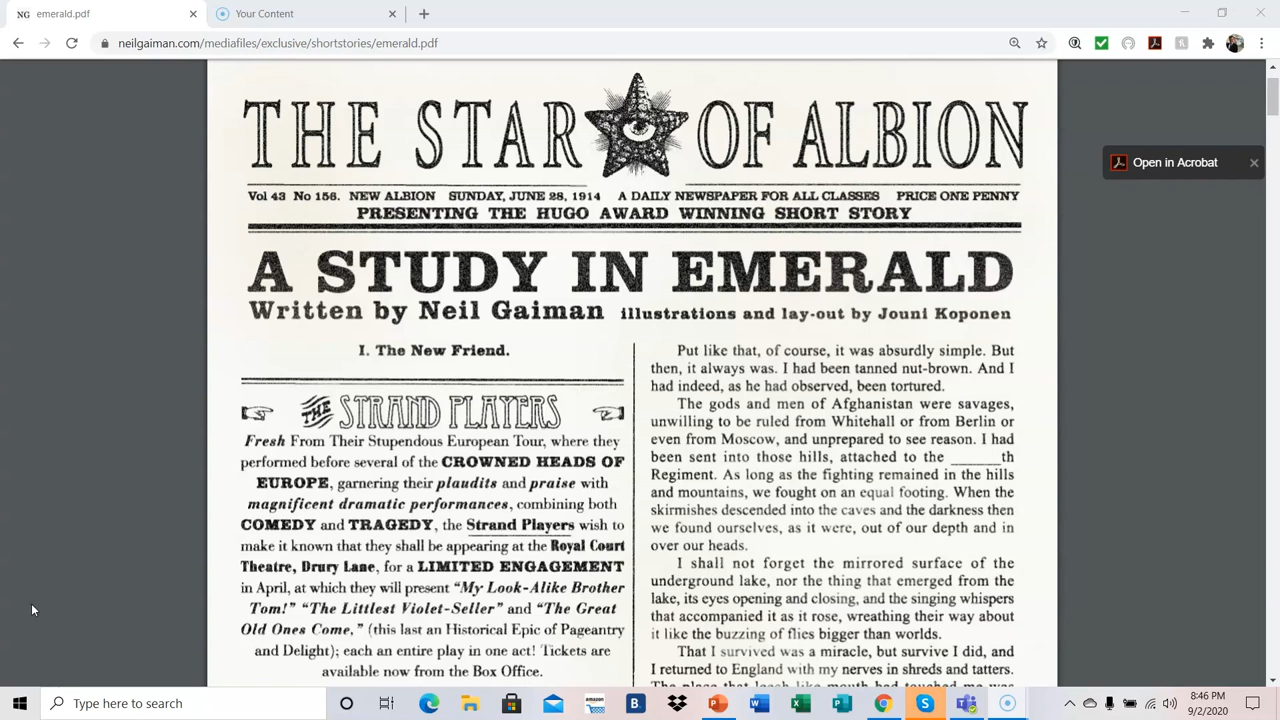 emerald.pdf
Your Content
neilgaiman.com/mediafiles/exclusive/shortstories/emerald.pdf
THE STAR OF ALBION
Open in Acrobat
Vol 43 No 156. NEW ALBION SUNDAY, JUNE 28, 1914 A DAILY NEWSPAPER FOR ALL CLASSES PRICE ONE PENNY
PRESENTING THE HUGO AWARD WINNING SHORT STORY
A STUDY IN EMERALD
Written by Neil Gaiman illustrations and lay-out by Jouni Koponen
I. The New Friend.
THE STRAND PLAYERS
Fresh From Their Stupendous European Tour, where they
performed before several of the CROWNED HEADS OF
EUROPE, garnering their plaudits and praise with
magnificent dramatic performances, combining both
COMEDY and TRAGEDY, the Strand Players wish to
make it known that they shall be appearing at the Royal Court
Theatre, Drury Lane, for a LIMITED ENGAGEMENT
in April, at which they will present "My Look-Alike Brother
Tom!" "The Littlest Violet-Seller" and "The Great
Old Ones Come," (this last an Historical Epic of Pageantry
and Delight); each an entire play in one act! Tickets are
available now from the Box Office.
Put like that, of course, it was absurdly simple. But
then, it always was. I had been tanned nut-brown. And I
had indeed, as he had observed, been tortured.
The gods and men of Afghanistan were savages,
unwilling to be ruled from Whitehall or from Berlin or
even from Moscow, and unprepared to see reason. I had
been sent into those hills, attached to the _______th
Regiment. As long as the fighting remained in the hills
and mountains, we fought on an equal footing. When the
skirmishes descended into the caves and the darkness then
we found ourselves, as it were, out of our depth and in
over our heads.
I shall not forget the mirrored surface of the
underground lake, nor the thing that emerged from the
lake, its eyes opening and closing, and the singing whispers
that accompanied it as it rose, wreathing their way about
it like the buzzing of flies bigger than worlds.
That I survived was a miracle, but survive I did, and
I returned to England with my nerves in shreds and tatters.
The place that leech-like mouth had touched me was
Type here to search
8:46 PM
9/2/2020